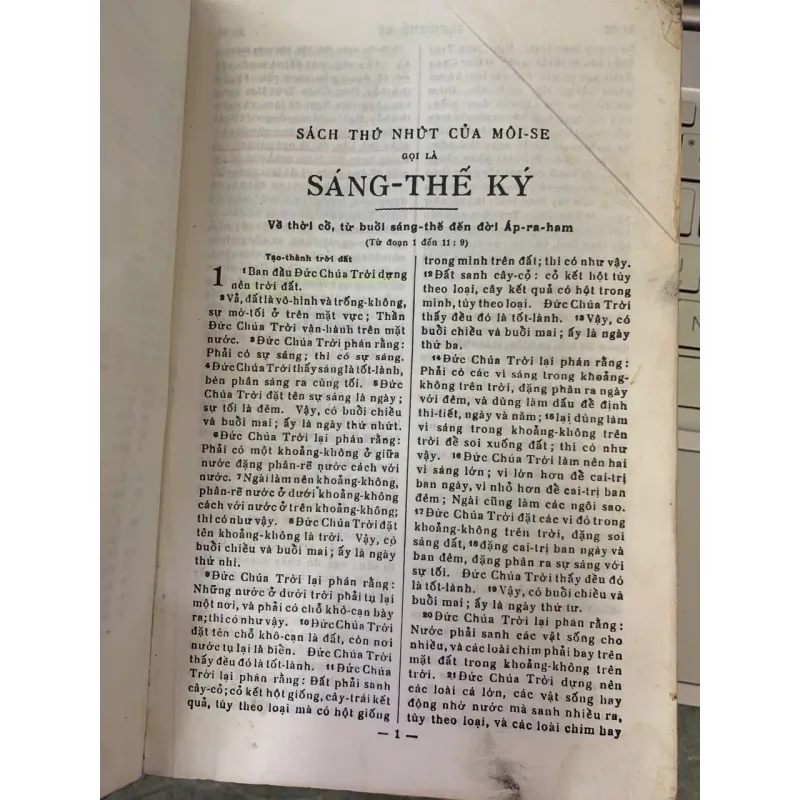 SÁCH THỨ NHỨT CỦA MÔI-SE
GỌI LÀ
SÁNG-THẾ KÝ
Về thời cổ, từ buổi sáng-thế đến đời Áp-ra-ham
(Từ đoạn 1 đến 11 : 9)
Tạo-thành trời đất
1 1Ban đầu Đức Chúa Trời dựng
nên trời đất.
2 Vả, đất là vô-hình và trống-không,
sự mờ-tối ở trên mặt vực; Thần
Đức Chúa Trời vận-hành trên mặt
nước. 3Đức Chúa Trời phán rằng:
Phải có sự sáng; thì có sự sáng.
4Đức Chúa Trời thấy sáng là tốt-lành,
bèn phân sáng ra cùng tối. 5Đức
Chúa Trời đặt tên sự sáng là ngày;
sự tối là đêm. Vậy, có buổi chiều
và buổi mai; ấy là ngày thứ nhứt.
6Đức Chúa Trời lại phán rằng:
Phải có một khoảng-không ở giữa
nước đặng phân-rẽ nước cách với
nước. 7Ngài làm nên khoảng-không,
phân-rẽ nước ở dưới khoảng-không
cách với nước ở trên khoảng-không;
thì có như vậy. 8Đức Chúa Trời đặt
tên khoảng-không là trời. Vậy, có
buổi chiều và buổi mai; ấy là ngày
thứ nhì.
9Đức Chúa Trời lại phán rằng:
Những nước ở dưới trời phải tụ lại
một nơi, và phải có chỗ khô-cạn bày
ra; thì có như vậy. 10Đức Chúa Trời
đặt tên chỗ khô-cạn là đất, còn nơi
nước tụ lại là biển. Đức Chúa Trời
thấy đều đó là tốt-lành. 11Đức Chúa
Trời lại phán rằng: Đất phải sanh
cây-cỏ; cỏ kết hột giống, cây-trái kết
quả, tùy theo loại mà có hột giống
trong mình trên đất; thì có như vậy.
12Đất sanh cây-cỏ: cỏ kết hột tùy
theo loại, cây kết quả có hột trong
mình, tùy theo loại. Đức Chúa Trời
thấy đều đó là tốt-lành. 13Vậy, có
buổi chiều và buổi mai; ấy là ngày
thứ ba.
14Đức Chúa Trời lại phán rằng:
Phải có các vì sáng trong khoảng-
không trên trời, đặng phân ra ngày
với đêm, và dùng làm dấu để định
thì-tiết, ngày và năm; 15lại dùng làm
vì sáng trong khoảng-không trên
trời để soi xuống đất; thì có như
vậy. 16Đức Chúa Trời làm nên hai
vì sáng lớn; vì lớn hơn để cai-trị
ban ngày, vì nhỏ hơn để cai-trị ban
đêm; Ngài cũng làm các ngôi sao.
17Đức Chúa Trời đặt các vì đó trong
khoảng-không trên trời, đặng soi
sáng đất, 18đặng cai-trị ban ngày và
ban đêm, đặng phân ra sự sáng với
sự tối. Đức Chúa Trời thấy đều đó
là tốt-lành. 19Vậy, có buổi chiều và
buổi mai; ấy là ngày thứ tư.
20Đức Chúa Trời lại phán rằng:
Nước phải sanh các vật sống cho
nhiều, và các loài chim phải bay trên
mặt đất trong khoảng-không trên
trời. 21Đức Chúa Trời dựng nên
các loài cá lớn, các vật sống hay
động nhờ nước mà sanh nhiều ra,
tùy theo loại, và các loài chim hay
— 1 —